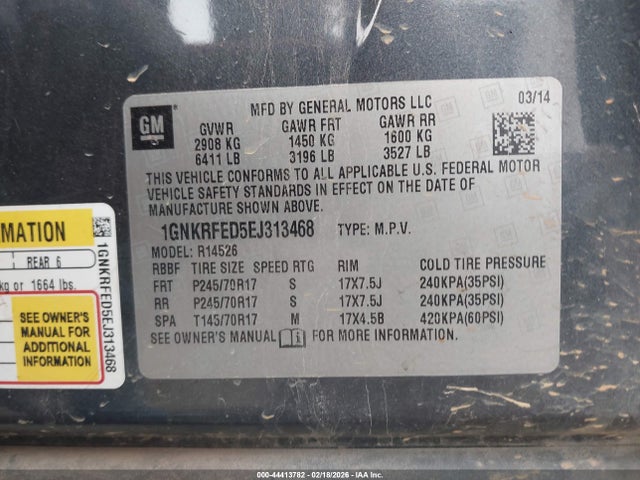 MFD BY GENERAL MOTORS LLC 03/14
GM
GVWR GAWR FRT GAWR RR
2908 KG 1450 KG 1600 KG
6411 LB 3196 LB 3527 LB
THIS VEHICLE CONFORMS TO ALL APPLICABLE U.S. FEDERAL MOTOR
VEHICLE SAFETY STANDARDS IN EFFECT ON THE DATE OF
MANUFACTURE SHOWN ABOVE.
1GNKRFED5EJ313468 TYPE: M.P.V.
MODEL: R14526
RBBF TIRE SIZE SPEED RTG RIM COLD TIRE PRESSURE
FRT P245/70R17 S 17X7.5J 240KPA(35PSI)
RR P245/70R17 S 17X7.5J 240KPA(35PSI)
SPA T145/70R17 M 17X4.5B 420KPA(60PSI)
SEE OWNER'S MANUAL i FOR MORE INFORMATION.
MATION
REAR 6
kg or 1664 lbs.
SEE OWNER'S
MANUAL FOR
ADDITIONAL
INFORMATION
1GNKRFED5EJ313468
000-44413782 - 02/18/2026 - IAAI, Inc.